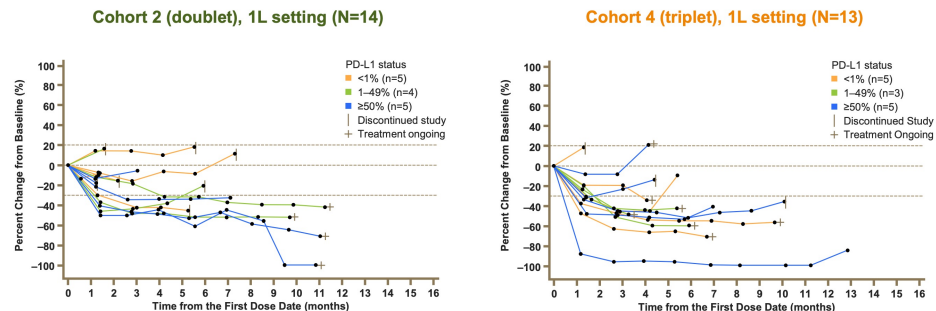 Cohort 2 (doublet), 1L setting (N=14)
Percent Change from Baseline (%)
100
80
60
40
20
0
−20
−40
−60
−80
−100
PD-L1 status
<1% (n=5)
1–49% (n=4)
≥50% (n=5)
Discontinued study
Treatment ongoing
0 1 2 3 4 5 6 7 8 9 10 11 12 13 14 15 16
Time from the First Dose Date (months)
Cohort 4 (triplet), 1L setting (N=13)
Percent Change from Baseline (%)
100
80
60
40
20
0
−20
−40
−60
−80
−100
PD-L1 status
<1% (n=5)
1–49% (n=3)
≥50% (n=5)
Discontinued Study
Treatment ongoing
0 1 2 3 4 5 6 7 8 9 10 11 12 13 14 15 16
Time from the First Dose Date (months)